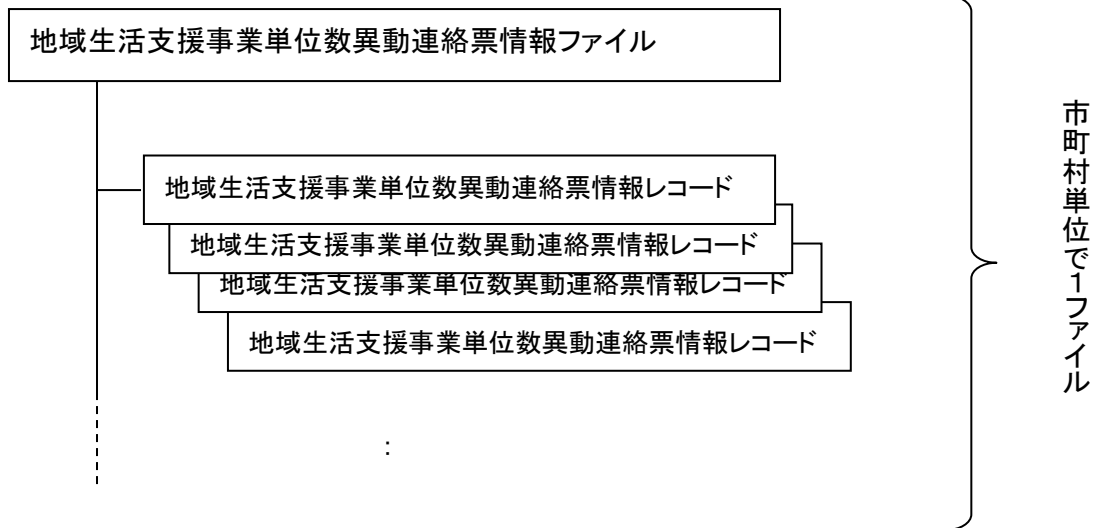 地域生活支援事業単位数異動連絡票情報ファイル
地域生活支援事業単位数異動連絡票情報レコード
地域生活支援事業単位数異動連絡票情報レコード
地域生活支援事業単位数異動連絡票情報レコード
地域生活支援事業単位数異動連絡票情報レコード
:
市町村単位で1ファイル